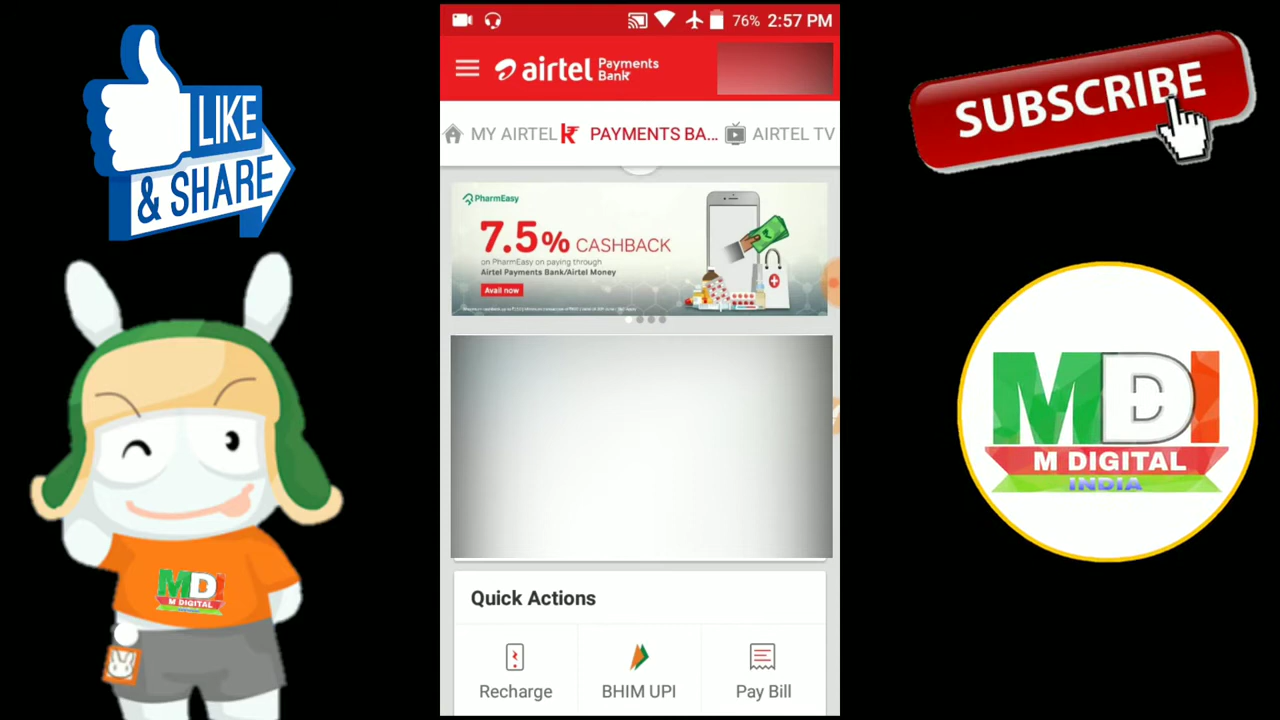 LIKE
& SHARE
76% 2:57 PM
airtel Payments Bank
MY AIRTEL
PAYMENTS BA...
AIRTEL TV
PharmEasy
7.5% CASHBACK
on PharmEasy on paying through
Airtel Payments Bank/Airtel Money
Avail now
Quick Actions
Recharge
BHIM UPI
Pay Bill
SUBSCRIBE
MDI
M DIGITAL
INDIA
MDI
M DIGITAL